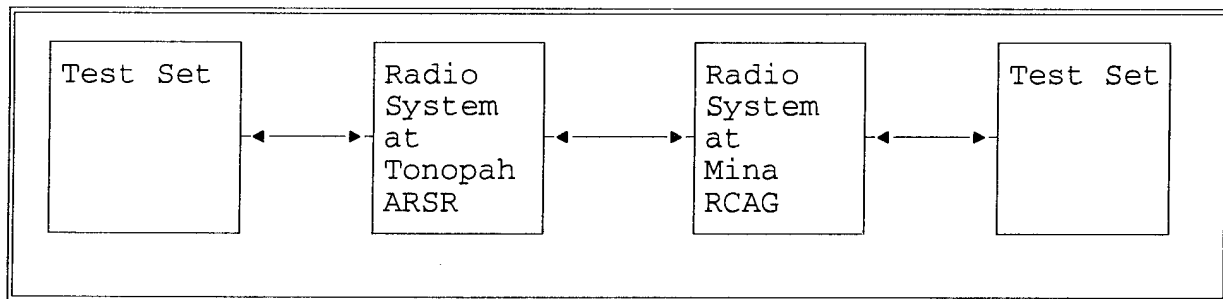 Test Set
Radio
System
at
Tonopah
ARSR
Radio
System
at
Mina
RCAG
Test Set